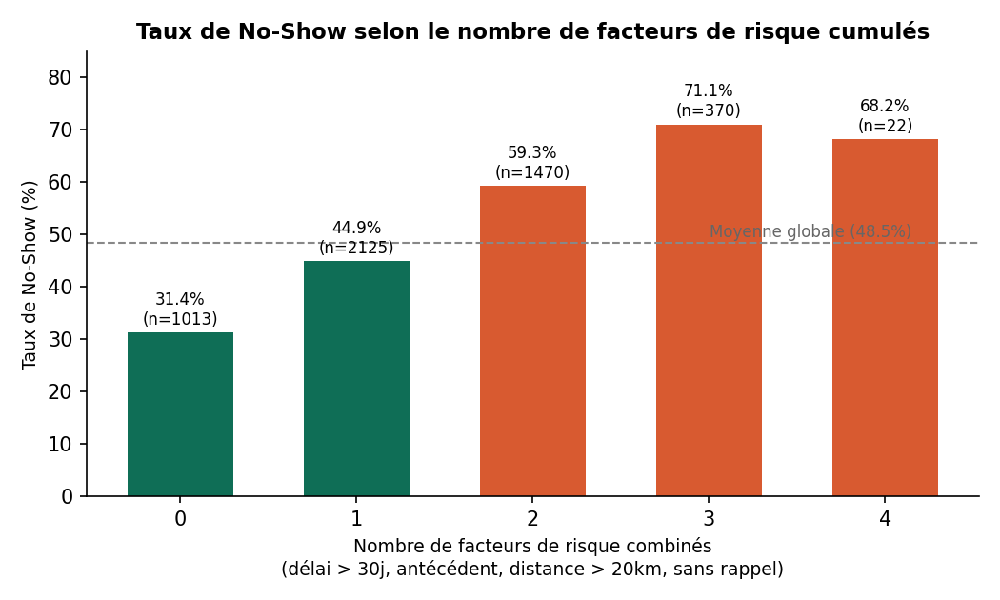 Taux de No-Show selon le nombre de facteurs de risque cumulés
Taux de No-Show (%)
80
70
60
50
40
30
20
10
0
31.4%
(n=1013)
44.9%
(n=2125)
59.3%
(n=1470)
71.1%
(n=370)
68.2%
(n=22)
Moyenne globale (48.5%)
0
1
2
3
4
Nombre de facteurs de risque combinés
(délai > 30j, antécédent, distance > 20km, sans rappel)